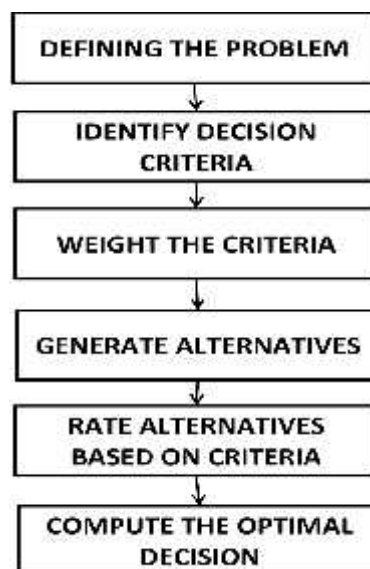 DEFINING THE PROBLEM
IDENTIFY DECISION
CRITERIA
WEIGHT THE CRITERIA
GENERATE ALTERNATIVES
RATE ALTERNATIVES
BASED ON CRITERIA
COMPUTE THE OPTIMAL
DECISION